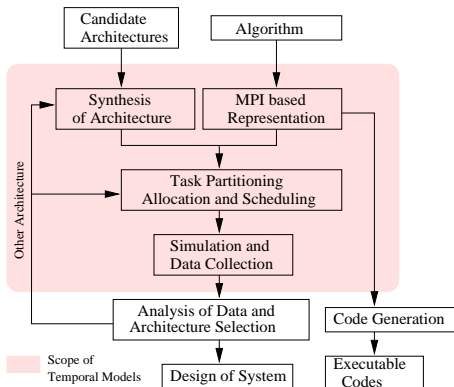 Candidate
Architectures
Algorithm
Synthesis
of Architecture
MPI based
Representation
Task Partitioning
Allocation and Scheduling
Simulation and
Data Collection
Other Architecture
Analysis of Data and
Architecture Selection
Code Generation
Scope of
Temporal Models
Design of System
Executable
Codes